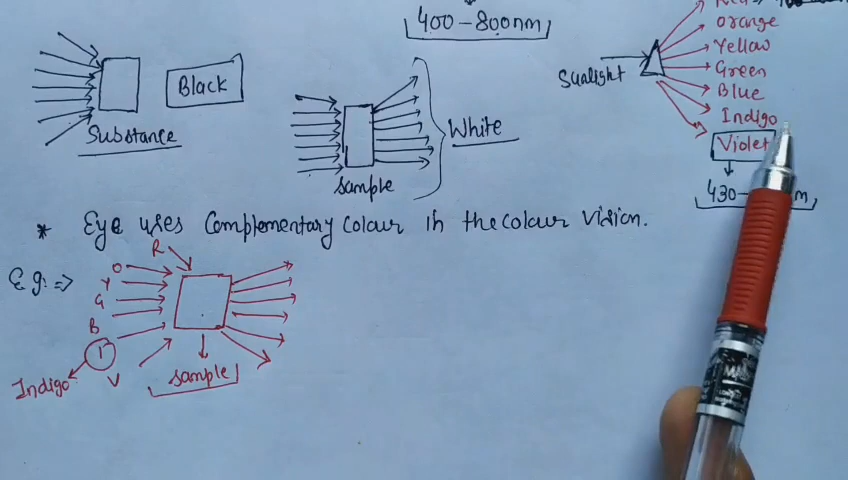 400-800nm
Black
Substance
White
Sample
Sunlight
Orange
Yellow
Green
Blue
Indigo
Violet
430-
m
* Eye uses Complementary Colour in the colour vision.
E.g. =>
R
O
Y
G
B
I
Indigo
V
Sample